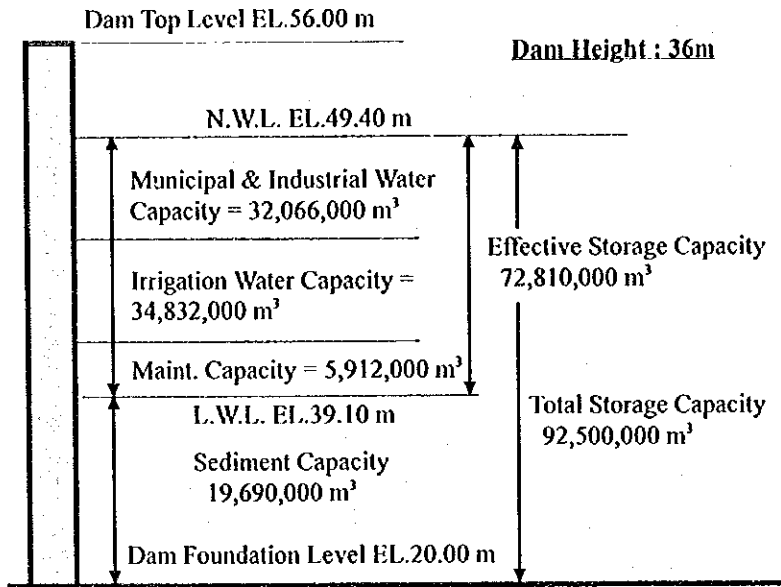 Dam Top Level EL.56.00 m
Dam Height : 36m
N.W.L. EL.49.40 m
Municipal & Industrial Water
Capacity = 32,066,000 m³
Effective Storage Capacity
72,810,000 m³
Irrigation Water Capacity =
34,832,000 m³
Maint. Capacity = 5,912,000 m³
L.W.L. EL.39.10 m
Total Storage Capacity
92,500,000 m³
Sediment Capacity
19,690,000 m³
Dam Foundation Level EL.20.00 m